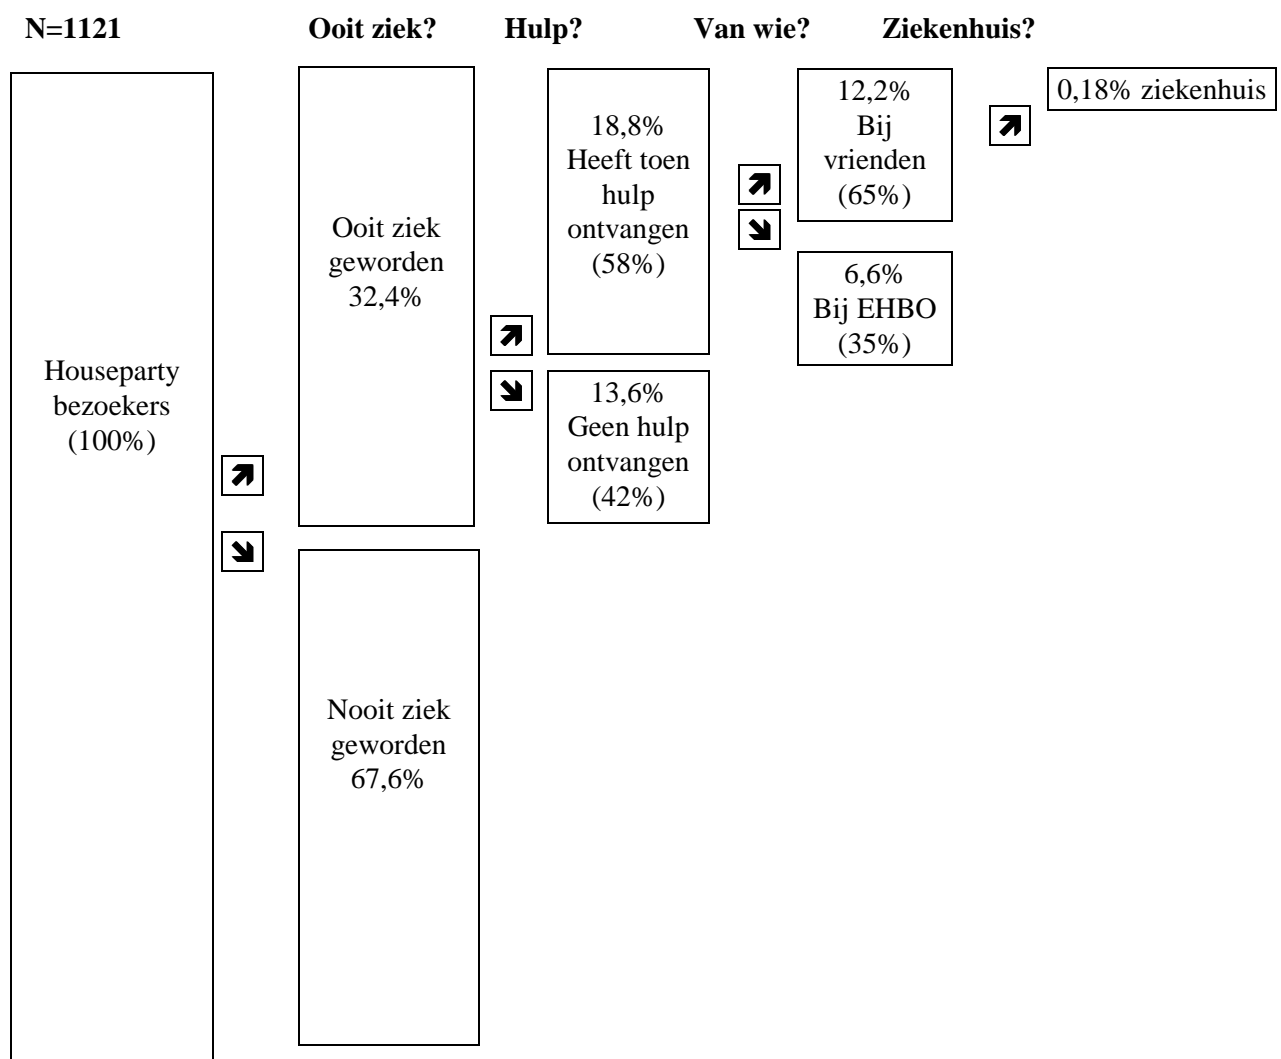 N=1121 Ooit ziek? Hulp? Van wie? Ziekenhuis?
Houseparty
bezoekers
(100%)
Ooit ziek
geworden
32,4%
Nooit ziek
geworden
67,6%
18,8%
Heeft toen
hulp
ontvangen
(58%)
13,6%
Geen hulp
ontvangen
(42%)
12,2%
Bij
vrienden
(65%)
6,6%
Bij EHBO
(35%)
0,18% ziekenhuis